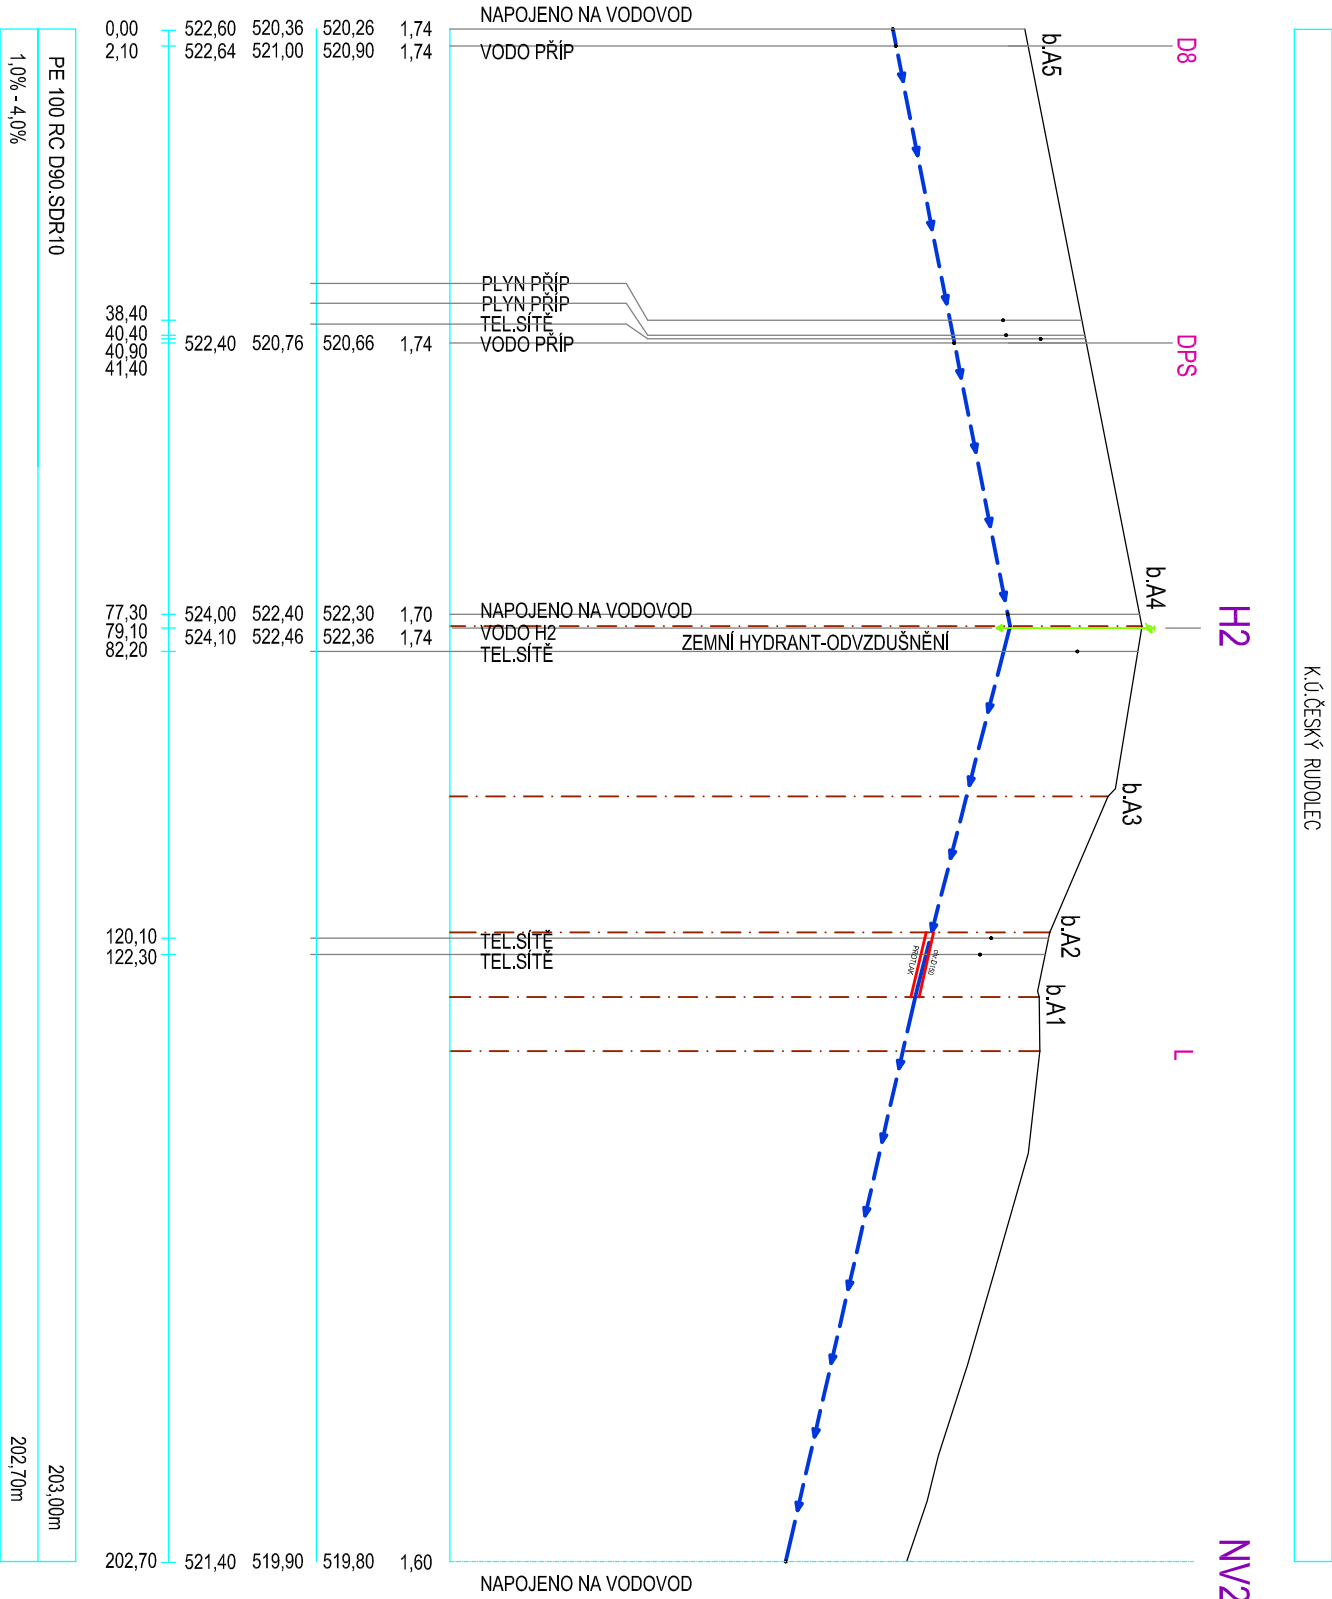 NAPOJENO NA VODOVOD
0,00 522,60 520,36 520,26 1,74
2,10 522,64 521,00 520,90 1,74 VODO PŘÍP
D8
b.A5
PE 100 RC D90.SDR10
1,0% - 4,0%
PLYN PŘÍP
PLYN PŘÍP
38,40 TEL.SÍTĚ
40,40
40,90 522,40 520,76 520,66 1,74 VODO PŘÍP
41,40
DPS
b.A4
H2
77,30 524,00 522,40 522,30 1,70 NAPOJENO NA VODOVOD
79,10 524,10 522,46 522,36 1,74 VODO H2
ZEMNÍ HYDRANT-ODVZDUŠNĚNÍ
82,20 TEL.SÍTĚ
K.Ú.ČESKÝ RUDOLEC
b.A3
b.A2
120,10 TEL.SÍTĚ
122,30 TEL.SÍTĚ
PROTLAK
b.A1
L
203,00m
202,70m
202,70 521,40 519,90 519,80 1,60
NV2
NAPOJENO NA VODOVOD